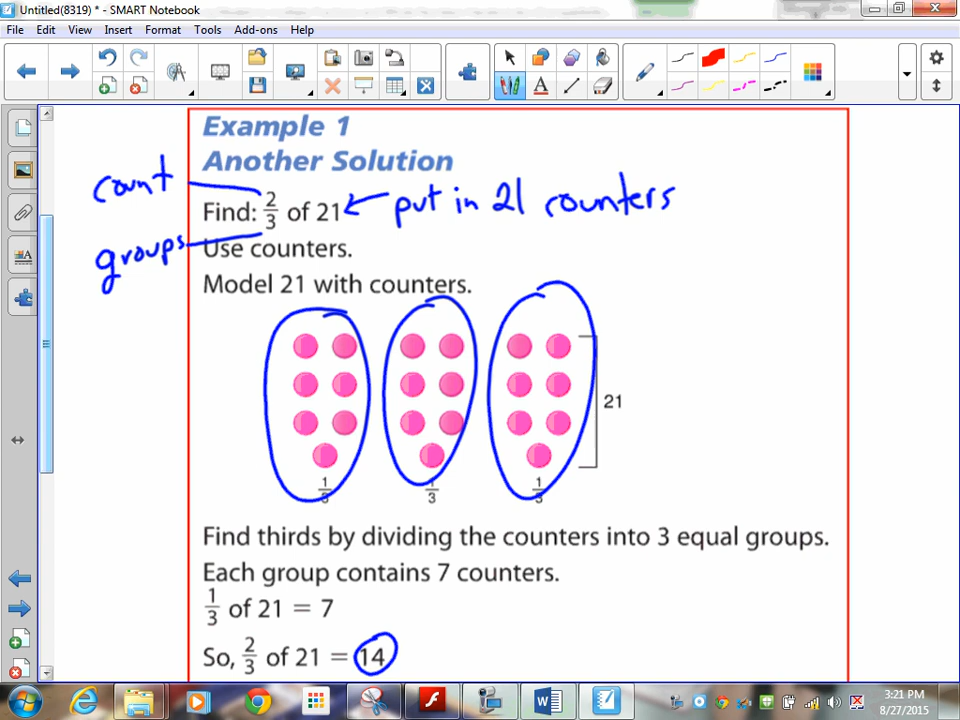 Untitled(8319) * - SMART Notebook
File Edit View Insert Format Tools Add-ons Help
Example 1
Another Solution
count
Find: 2/3 of 21 ← put in 21 counters
groups
Use counters.
Model 21 with counters.
21
1/3 1/3 1/3
Find thirds by dividing the counters into 3 equal groups.
Each group contains 7 counters.
1/3 of 21 = 7
So, 2/3 of 21 = 14
3:21 PM
8/27/2015